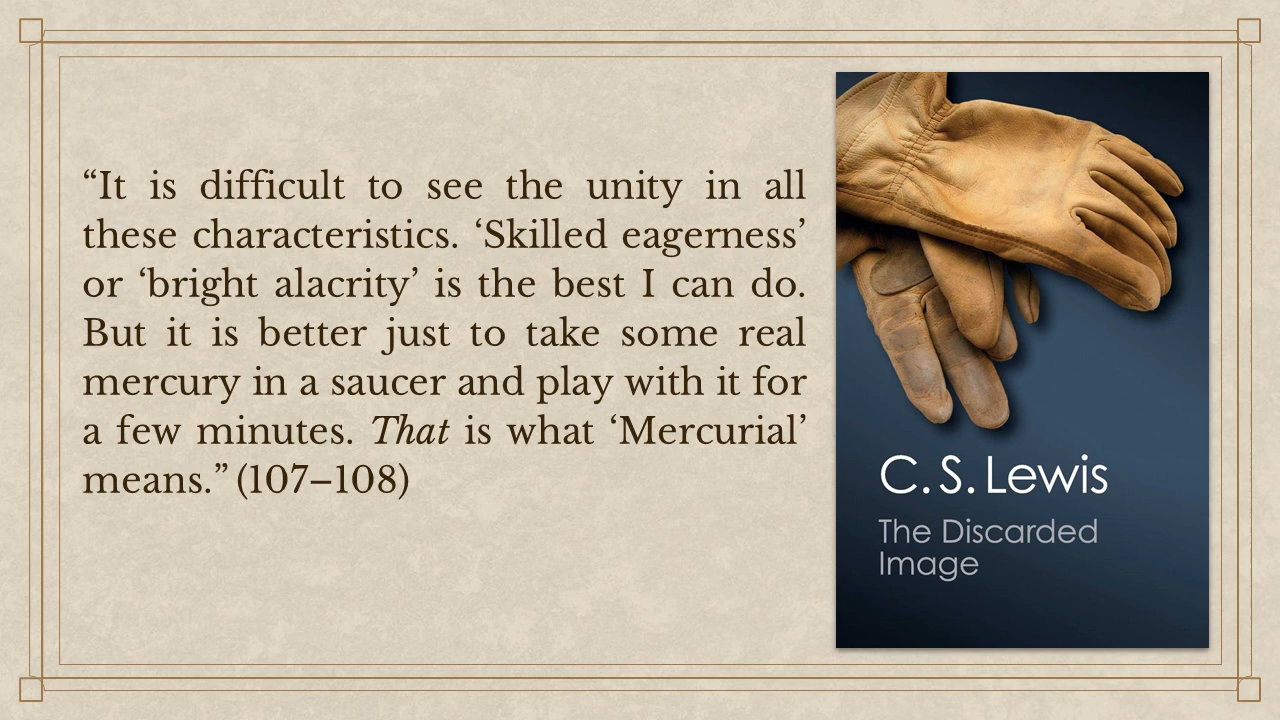 “It is difficult to see the unity in all
these characteristics. ‘Skilled eagerness’
or ‘bright alacrity’ is the best I can do.
But it is better just to take some real
mercury in a saucer and play with it for
a few minutes. That is what ‘Mercurial’
means.” (107–108)
C. S. Lewis
The Discarded
Image